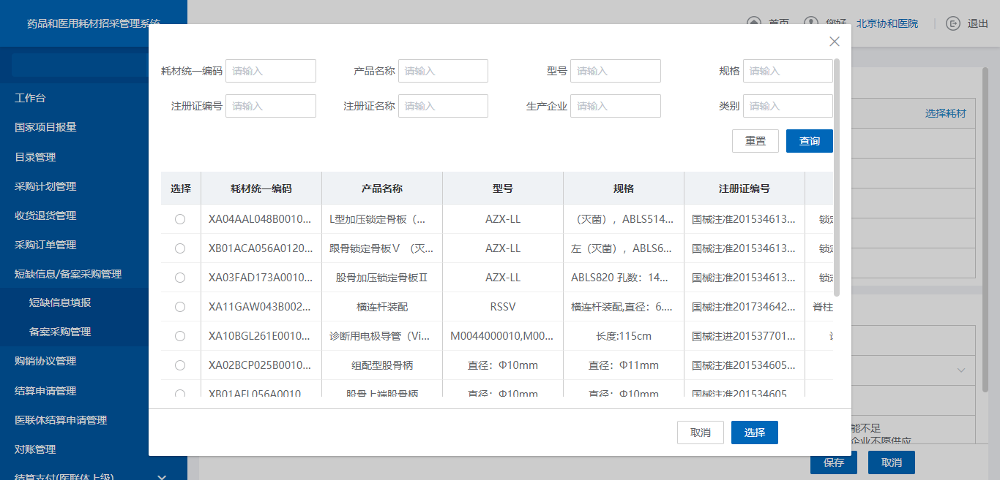 药品和医用耗材招采管理系统
首页 您好 北京协和医院 退出
耗材统一编码 请输入 产品名称 请输入 型号 请输入 规格 请输入
注册证编号 请输入 注册证名称 请输入 生产企业 请输入 类别 请输入
重置 查询
选择 耗材统一编码 产品名称 型号 规格 注册证编号
XA04AAL048B0010... L型加压锁定骨板（... AZX-LL （灭菌），ABLS514... 国械注准201534613... 锁定
XB01ACA056A0120... 跟骨锁定骨板Ⅴ （灭... AZX-LL 左（灭菌），ABLS6... 国械注准201534613... 锁定
XA03FAD173A0010... 股骨加压锁定骨板Ⅱ AZX-LL ABLS820 孔数：14... 国械注准201534613... 锁定
XA11GAW043B002... 横连杆装配 RSSV 横连杆装配,直径：6.... 国械注准201734642... 脊柱
XA10BGL261E0010... 诊断用电极导管（Vi... M0044000010,M00... 长度:115cm 国械注进201537701...
XA02BCP025B0010... 组配型股骨柄 直径：Φ10mm 直径：Φ11mm 国械注准201534605...
XB01AFL056A0010 股骨上端股骨柄 直径：Φ10mm 直径：Φ10mm 国械注准201534605
取消 选择
工作台
国家项目报量
目录管理
采购计划管理
收货退货管理
采购订单管理
短缺信息/备案采购管理
短缺信息填报
备案采购管理
购销协议管理
结算申请管理
医联体结算申请管理
对账管理
结算支付(医联体上级)
选择耗材
能不足
企业不愿供应
保存 取消